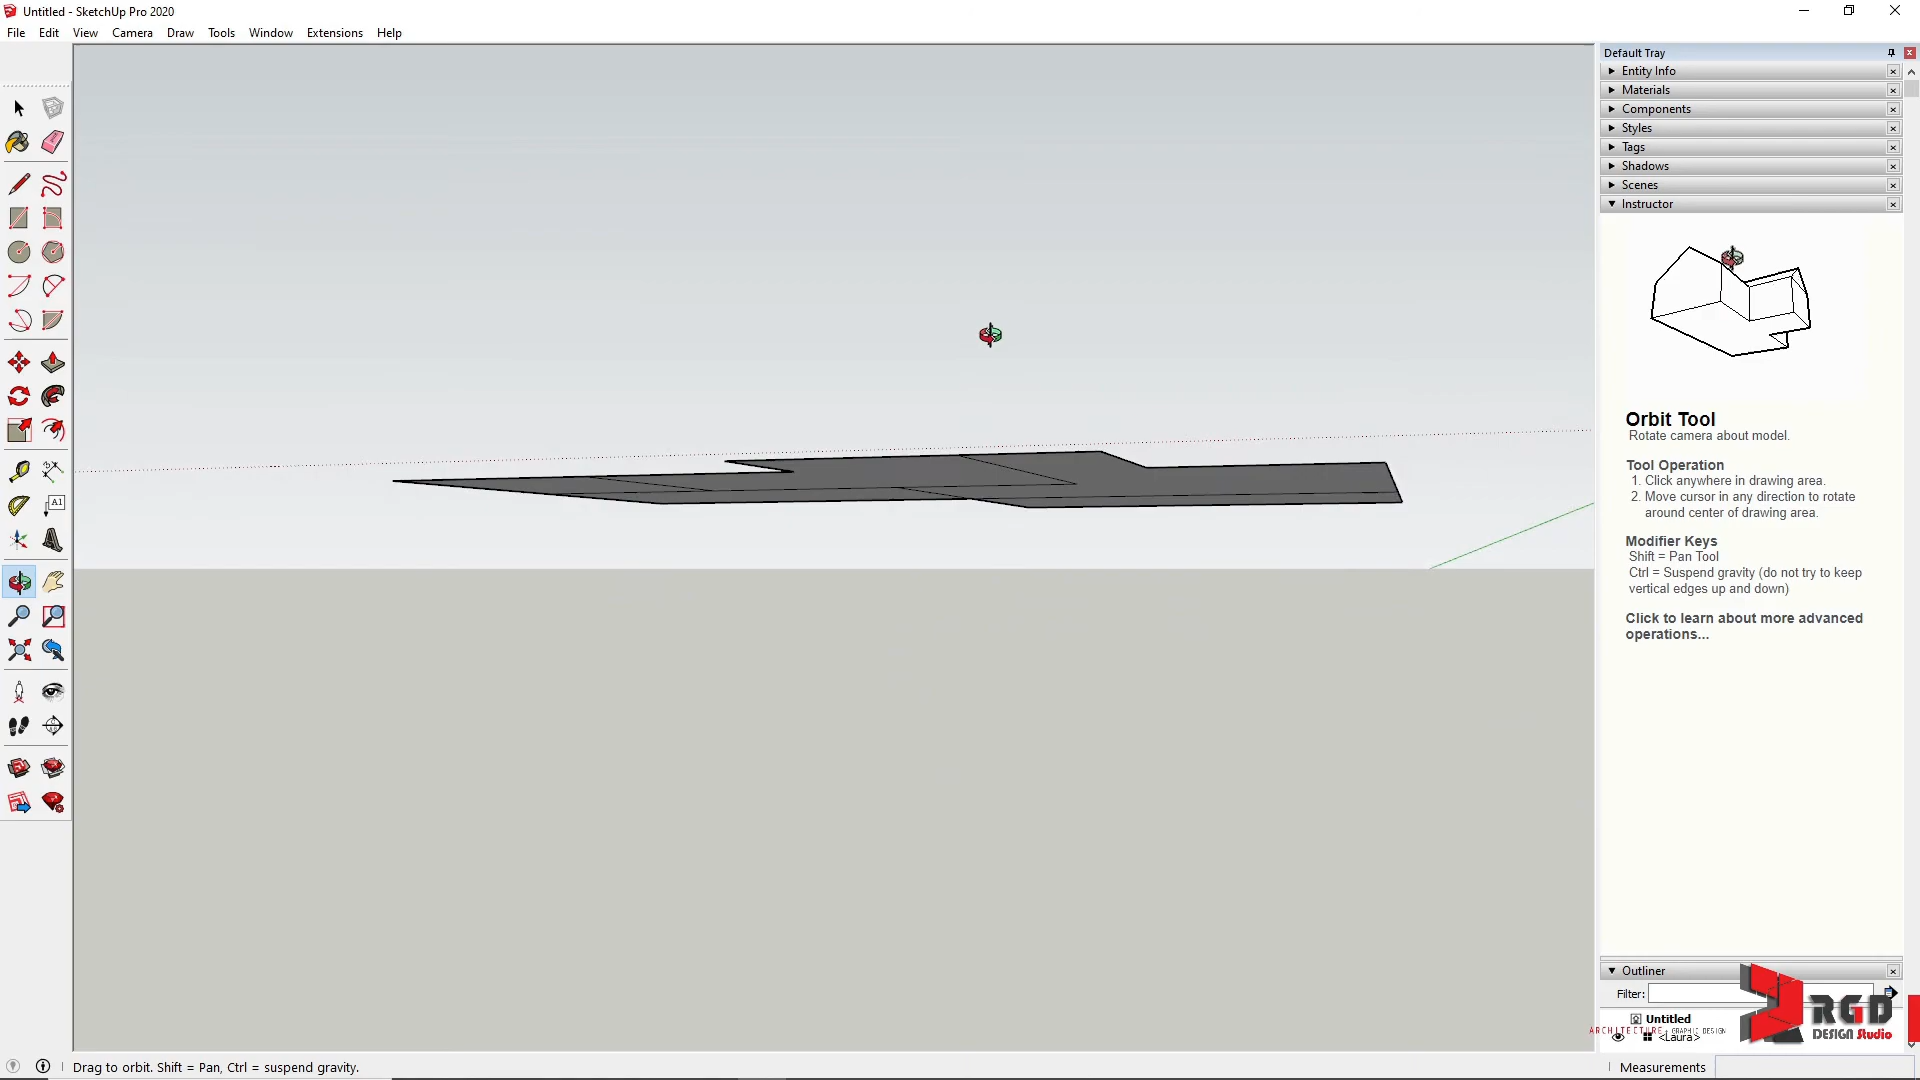 Untitled - SketchUp Pro 2020
File Edit View Camera Draw Tools Window Extensions Help
Default Tray
Entity Info
Materials
Components
Styles
Tags
Shadows
Scenes
Instructor
Orbit Tool
Rotate camera about model.
Tool Operation
1. Click anywhere in drawing area.
2. Move cursor in any direction to rotate
around center of drawing area.
Modifier Keys
Shift = Pan Tool
Ctrl = Suspend gravity (do not try to keep
vertical edges up and down)
Click to learn about more advanced
operations...
A1
Outliner
Filter:
Untitled
<Laura>
ARCHITECTURE + GRAPHIC DESIGN
RGD
DESIGN Studio
Drag to orbit. Shift = Pan, Ctrl = suspend gravity.
Measurements